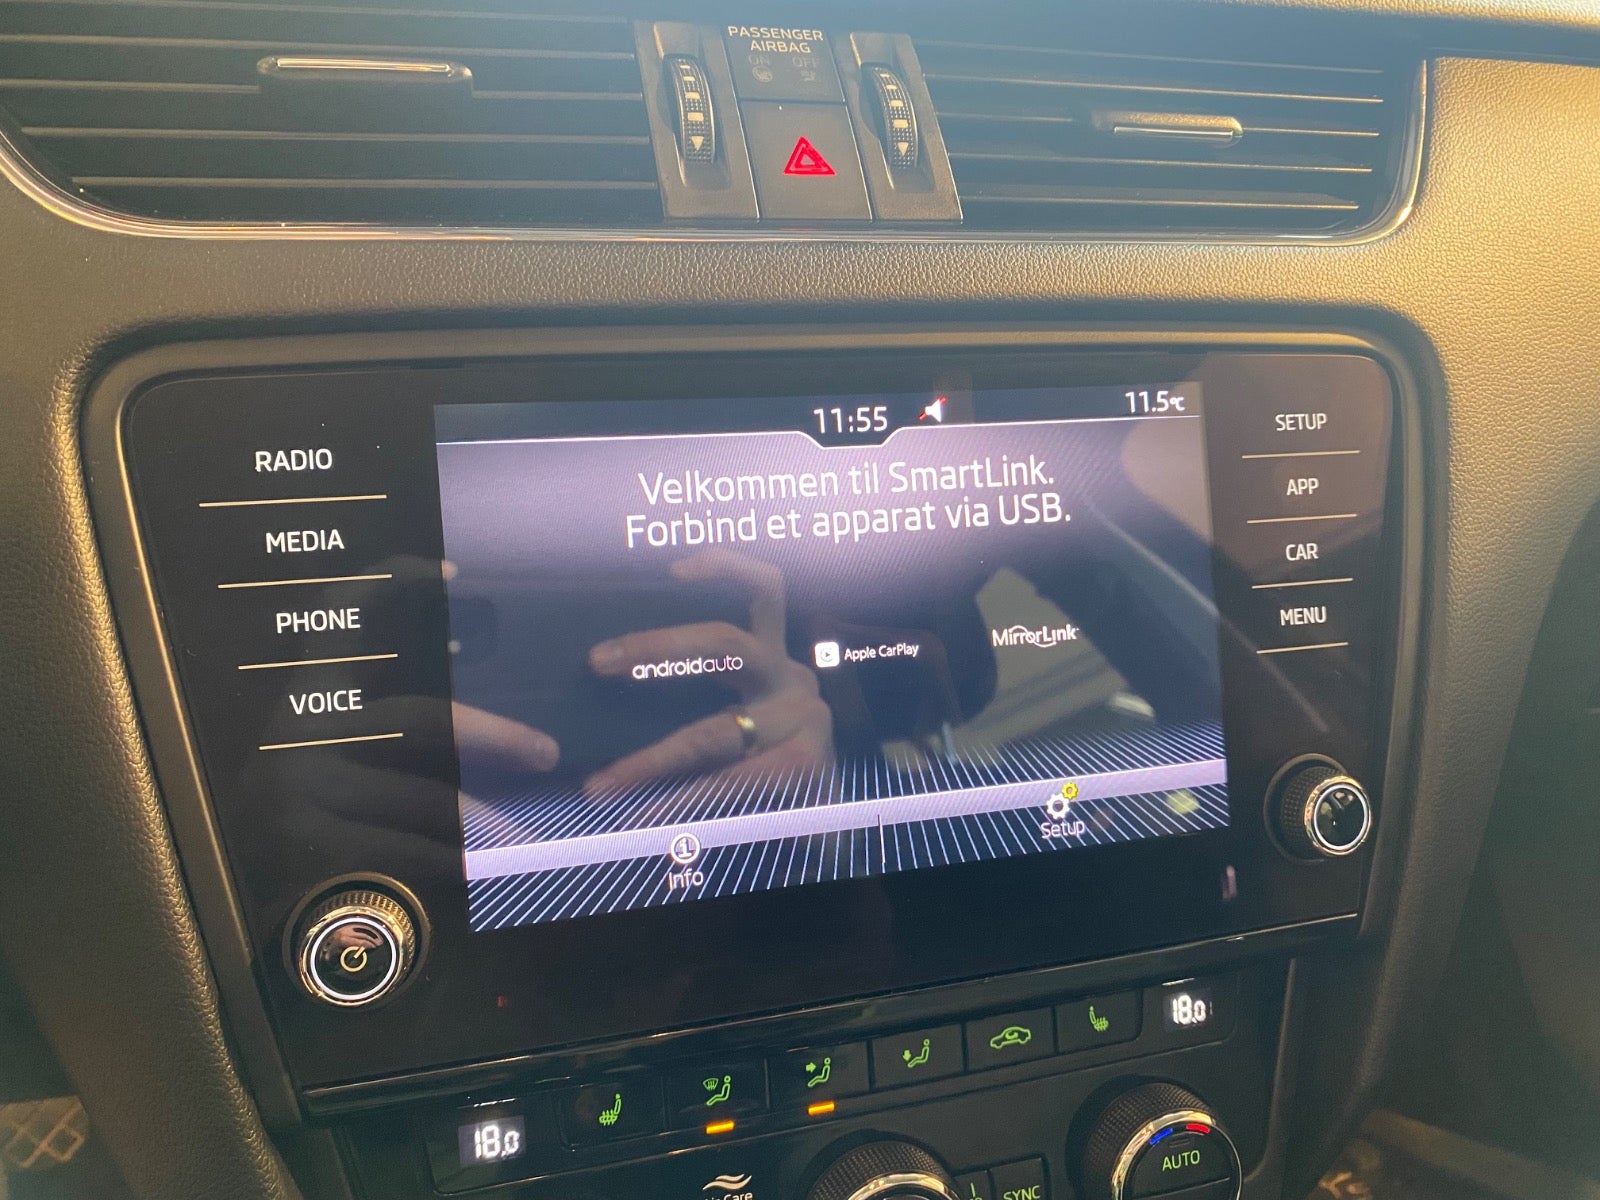 PASSENGER
AIRBAG
ON OFF
11:55
11.5°C
RADIO
MEDIA
PHONE
VOICE
Velkommen til SmartLink.
Forbind et apparat via USB.
androidauto
Apple CarPlay
MirrorLink
Info
Setup
SETUP
APP
CAR
MENU
18.0
18.0
AUTO
SYNC
Care